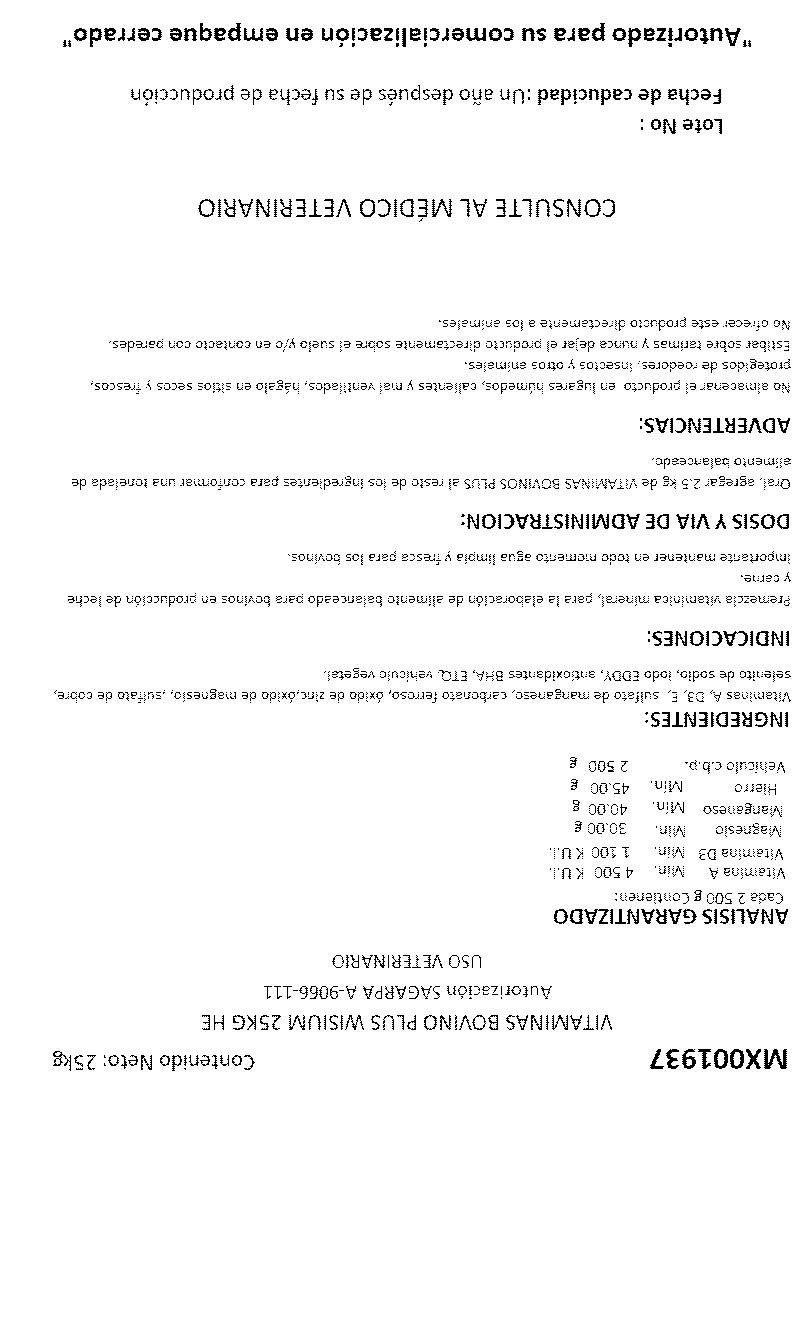 MX001937 Contenido Neto: 25kg
VITAMINAS BOVINO PLUS WISIUM 25KG HE
Autorización SAGARPA A-9066-111
USO VETERINARIO
ANALISIS GARANTIZADO
Cada 2 500 g Contienen:
Vitamina A Min. 4 500 K U.I.
Vitamina D3 Min. 1 100 K U.I.
Magnesio Min. 30.00 g
Manganeso Min. 40.00 g
Hierro Min. 45.00 g
Vehículo c.b.p. 2 500 g
INGREDIENTES:
Vitaminas A, D3, E, sulfato de manganeso, carbonato ferroso, óxido de zinc,óxido de magnesio, ,sulfato de cobre,
selenito de sodio, Iodo EDDY, antioxidantes BHA, ETQ, vehículo vegetal.
INDICACIONES:
Premezcla vitamínica mineral, para la elaboración de alimento balanceado para bovinos en producción de leche
y carne.
Importante mantener en todo momento agua limpia y fresca para los bovinos.
DOSIS Y VIA DE ADMINISTRACION:
Oral, agregar 2.5 kg de VITAMINAS BOVINOS PLUS al resto de los ingredientes para conformar una tonelada de
alimento balanceado.
ADVERTENCIAS:
No almacenar el producto en lugares húmedos, calientes y mal ventilados, hágalo en sitios secos y frescos,
protegidos de roedores, insectos y otros animales.
Estibar sobre tarimas y nunca dejar el producto directamente sobre el suelo y/o en contacto con paredes.
No ofrecer este producto directamente a los animales.
CONSULTE AL MÉDICO VETERINARIO
Lote No :
Fecha de caducidad :Un año después de su fecha de producción
"Autorizado para su comercialización en empaque cerrado"